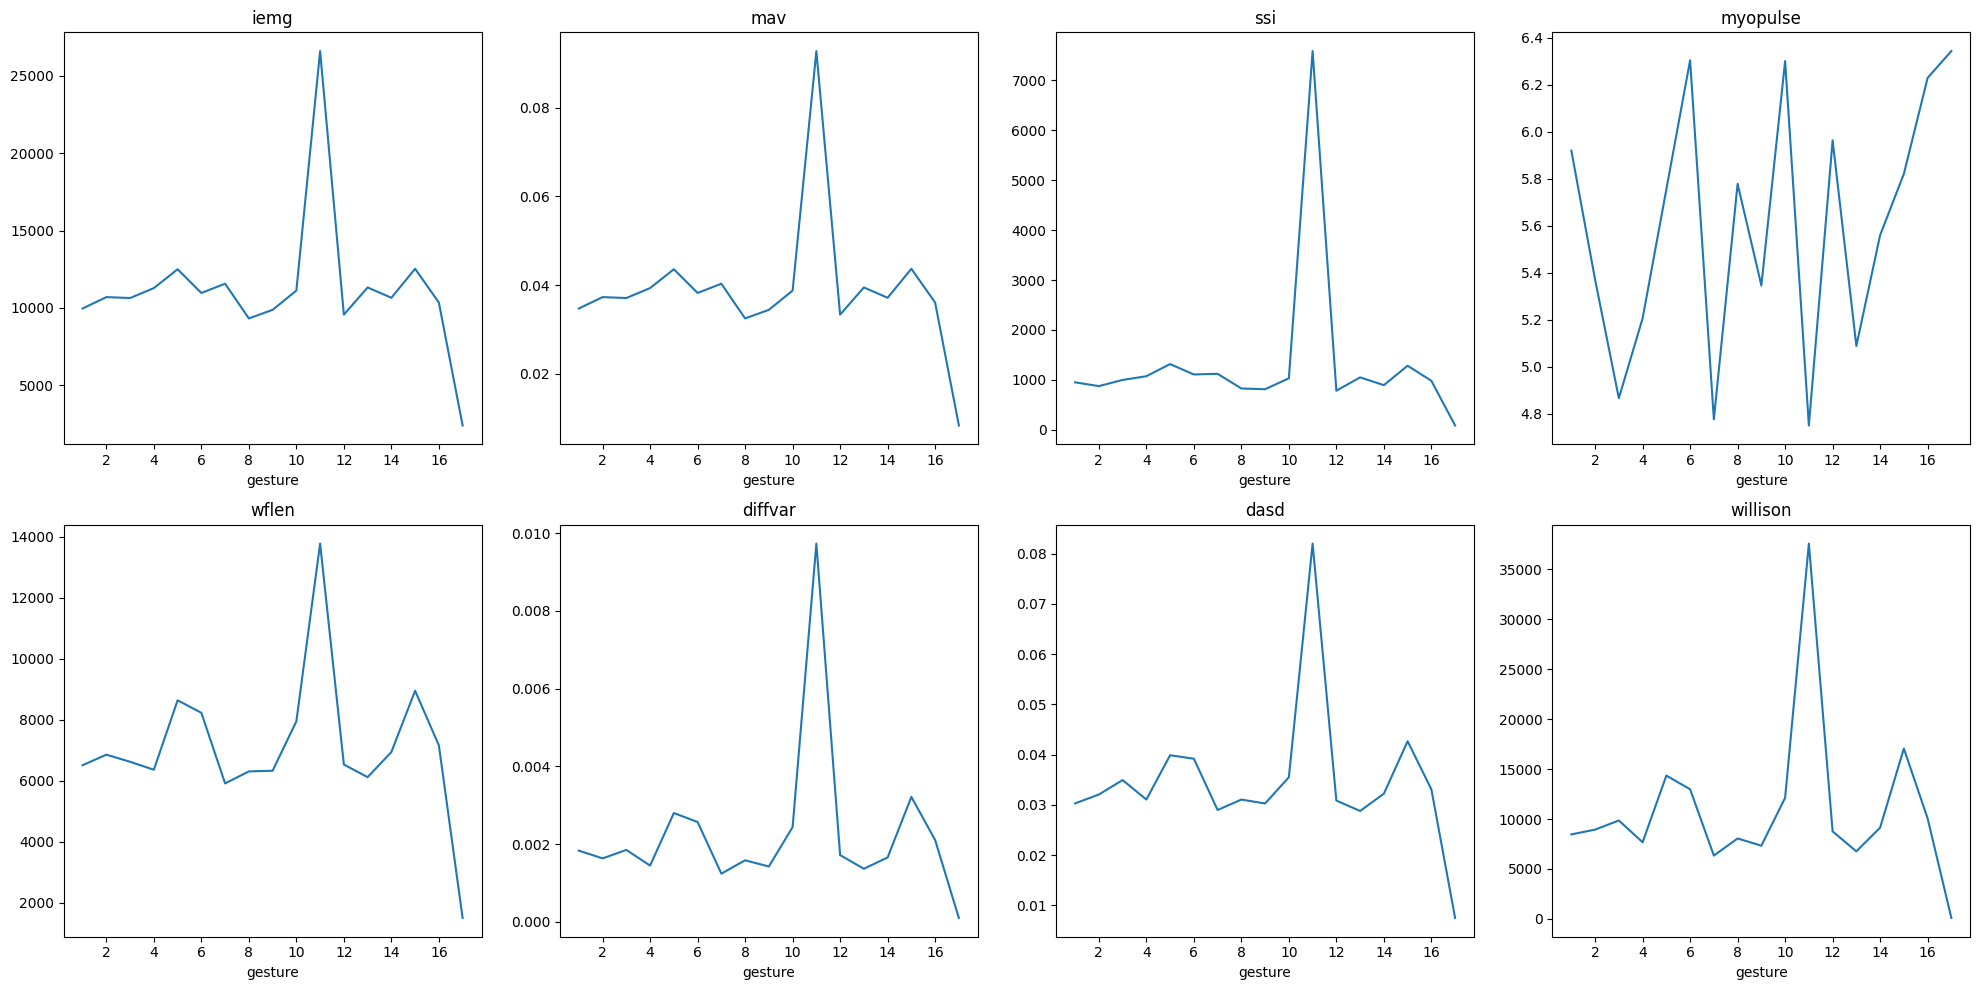 iemg
25000
20000
15000
10000
5000
2 4 6 8 10 12 14 16
gesture
mav
0.08
0.06
0.04
0.02
2 4 6 8 10 12 14 16
gesture
ssi
7000
6000
5000
4000
3000
2000
1000
0
2 4 6 8 10 12 14 16
gesture
myopulse
6.4
6.2
6.0
5.8
5.6
5.4
5.2
5.0
4.8
2 4 6 8 10 12 14 16
gesture
wflen
14000
12000
10000
8000
6000
4000
2000
2 4 6 8 10 12 14 16
gesture
diffvar
0.010
0.008
0.006
0.004
0.002
0.000
2 4 6 8 10 12 14 16
gesture
dasd
0.08
0.07
0.06
0.05
0.04
0.03
0.02
0.01
2 4 6 8 10 12 14 16
gesture
willison
35000
30000
25000
20000
15000
10000
5000
0
2 4 6 8 10 12 14 16
gesture